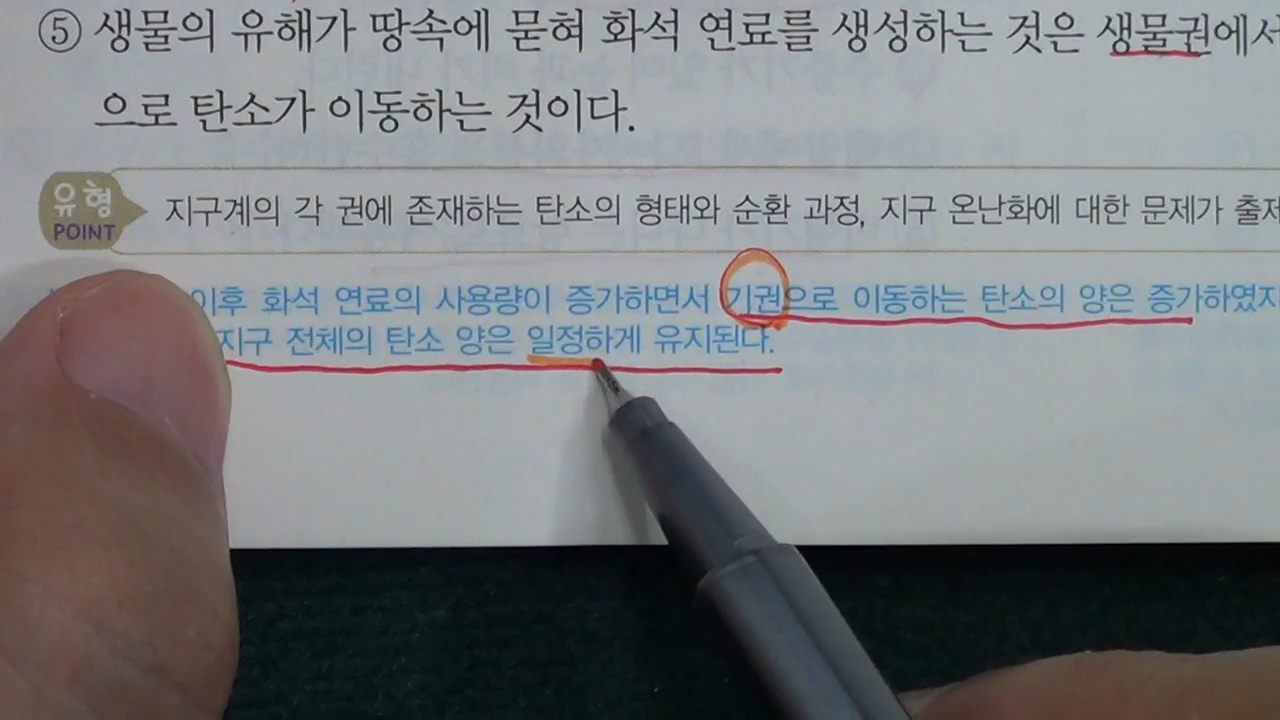 ⑤ 생물의 유해가 땅속에 묻혀 화석 연료를 생성하는 것은 생물권에서
으로 탄소가 이동하는 것이다.
유형 POINT 지구계의 각 권에 존재하는 탄소의 형태와 순환 과정, 지구 온난화에 대한 문제가 출제
이후 화석 연료의 사용량이 증가하면서 기권으로 이동하는 탄소의 양은 증가하였지
지구 전체의 탄소 양은 일정하게 유지된다.